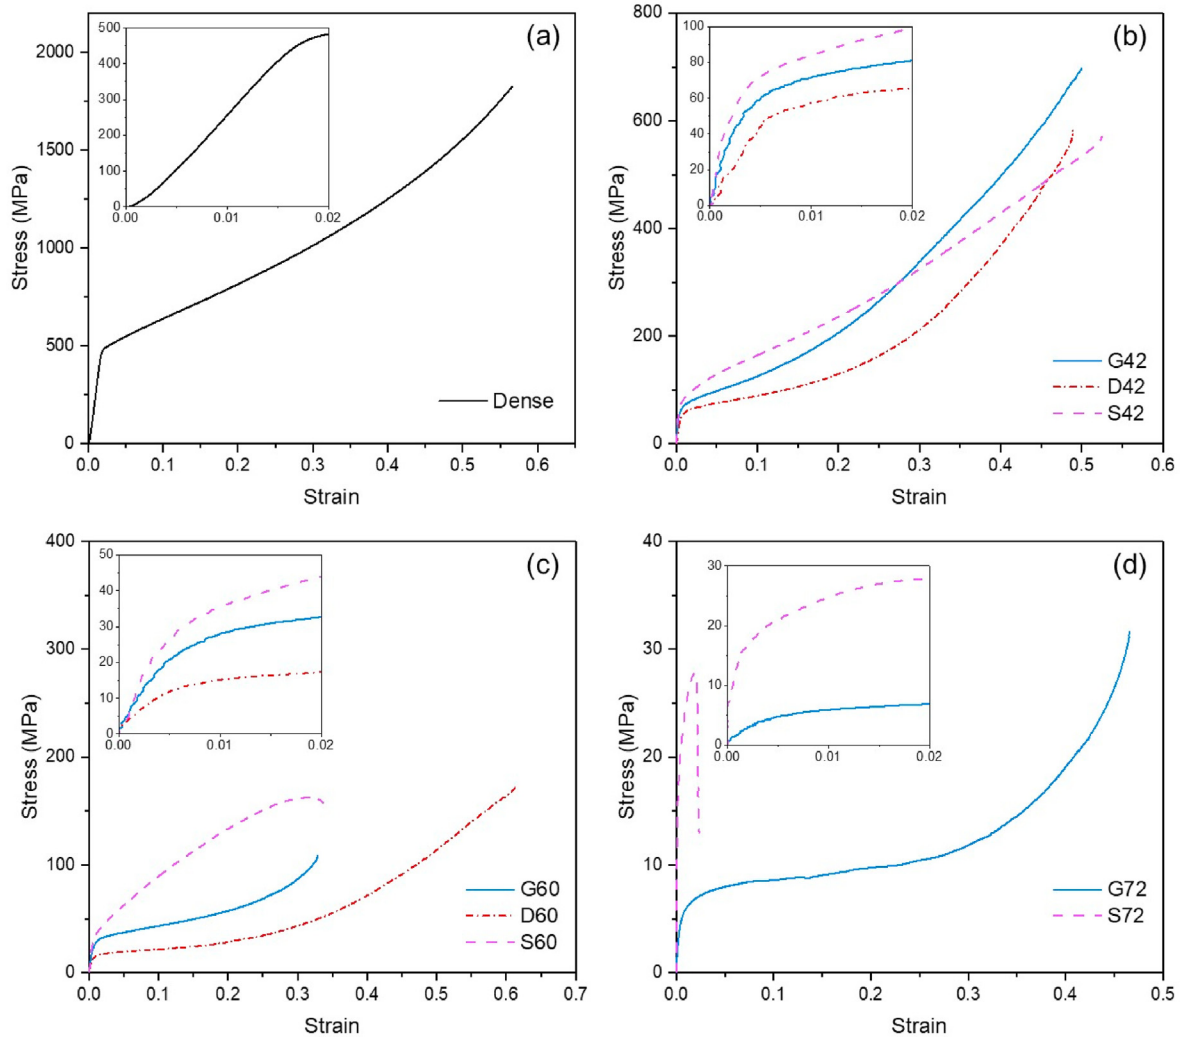 (a)
Stress (MPa)
2000
1500
1000
500
0
0.0 0.1 0.2 0.3 0.4 0.5 0.6
Strain
Dense
500
400
300
200
100
0
0.00 0.01 0.02
(b)
Stress (MPa)
800
600
400
200
0
0.0 0.1 0.2 0.3 0.4 0.5 0.6
Strain
G42
D42
S42
100
80
60
40
20
0
0.00 0.01 0.02
(c)
Stress (MPa)
400
300
200
100
0
0.0 0.1 0.2 0.3 0.4 0.5 0.6 0.7
Strain
G60
D60
S60
50
40
30
20
10
0
0.00 0.01 0.02
(d)
Stress (MPa)
40
30
20
10
0
0.0 0.1 0.2 0.3 0.4 0.5
Strain
G72
S72
30
20
10
0
0.00 0.01 0.02